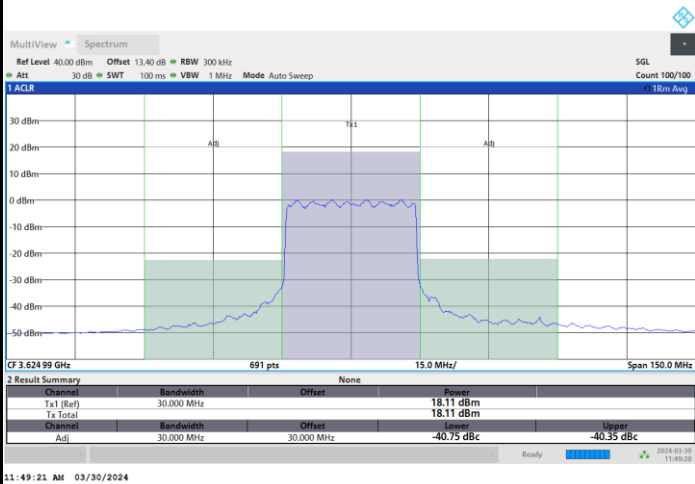 MultiView Spectrum
Ref Level 40.00 dBm Offset 13.40 dB RBW 300 kHz SGL
Att 30 dB SWT 100 ms VBW 1 MHz Mode Auto Sweep Count 100/100
1 ACLR 1Rm Avg
30 dBm
Tx1
20 dBm Adj Adj
10 dBm
0 dBm
-10 dBm
-20 dBm
-30 dBm
-40 dBm
-50 dBm
CF 3.624 99 GHz 691 pts 15.0 MHz/ Span 150.0 MHz
2 Result Summary None
Channel Bandwidth Offset Power
Tx1 (Ref) 30.000 MHz 18.11 dBm
Tx Total 18.11 dBm
Channel Bandwidth Offset Lower Upper
Adj 30.000 MHz 30.000 MHz -40.75 dBc -40.35 dBc
Ready 2024-03-30
11:49:20
11:49:21 AM 03/30/2024